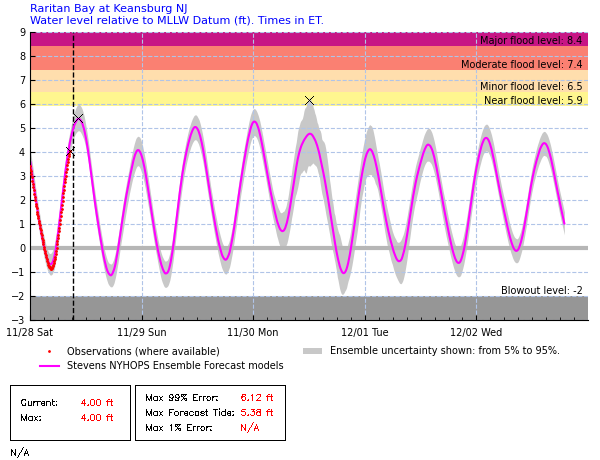 Raritan Bay at Keansburg NJ
Water level relative to MLLW Datum (ft). Times in ET.
9
8
7
6
5
4
3
2
1
0
−1
−2
−3
Major flood level: 8.4
Moderate flood level: 7.4
Minor flood level: 6.5
Near flood level: 5.9
Blowout level: -2
11/28 Sat 11/29 Sun 11/30 Mon 12/01 Tue 12/02 Wed
Observations (where available) Ensemble uncertainty shown: from 5% to 95%.
Stevens NYHOPS Ensemble Forecast models
Current: 4.00 ft
Max: 4.00 ft
Max 99% Error: 6.12 ft
Max Forecast Tide: 5.38 ft
Max 1% Error: N/A
N/A